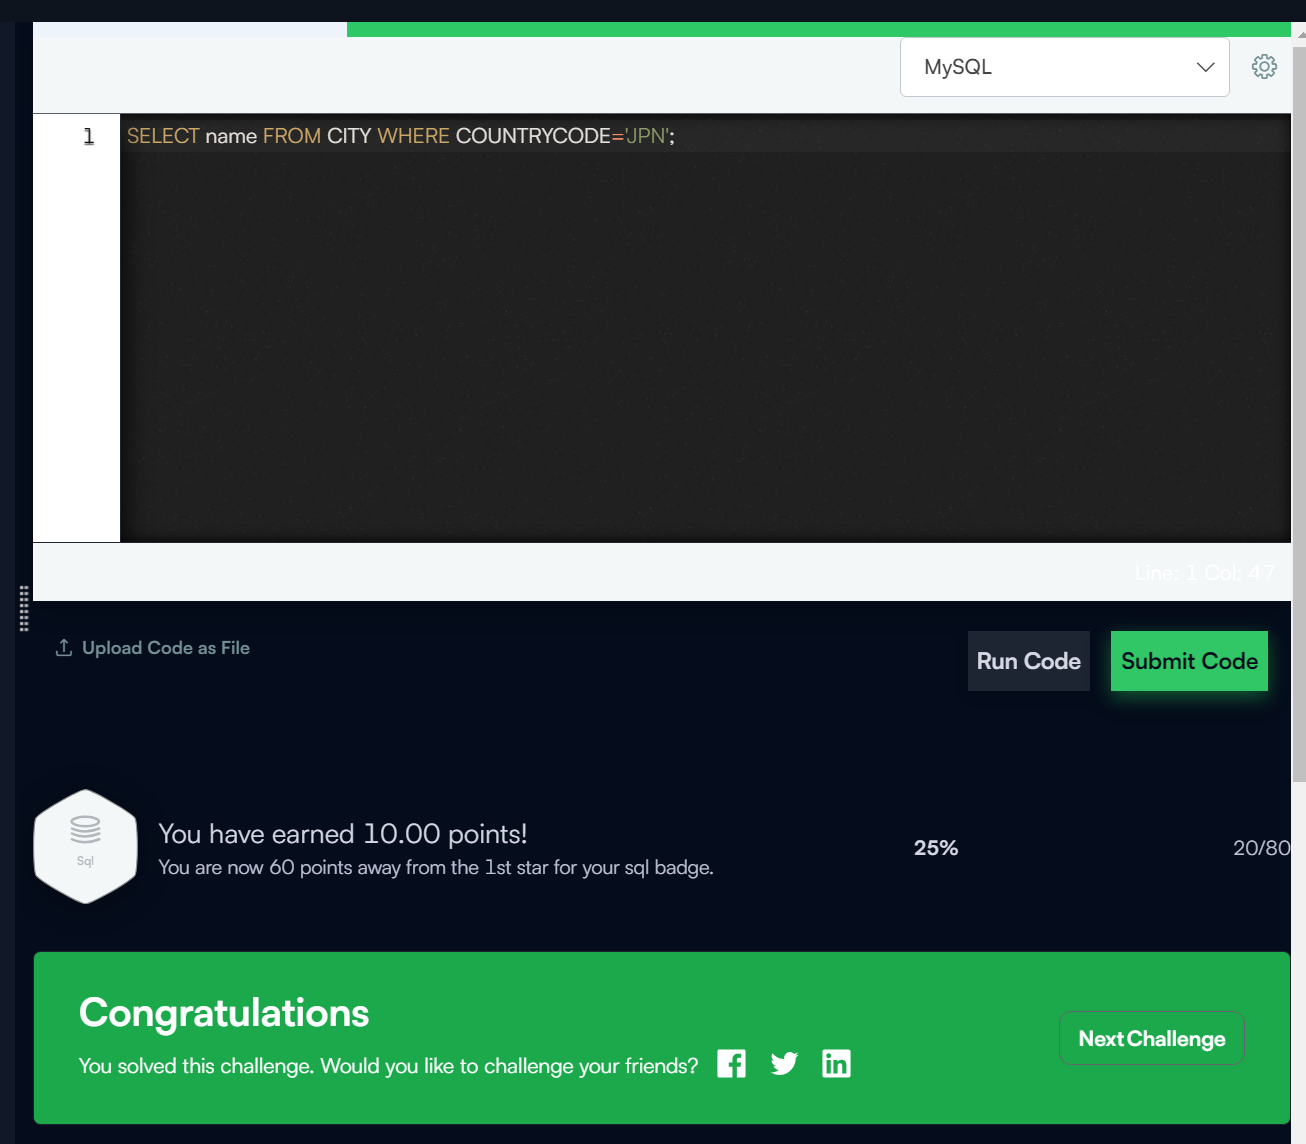 MySQL
1
SELECT name FROM CITY WHERE COUNTRYCODE='JPN';
Line: 1 Col: 47
Upload Code as File
Run Code
Submit Code
Sql
You have earned 10.00 points!
You are now 60 points away from the 1st star for your sql badge.
25%
20/80
Congratulations
You solved this challenge. Would you like to challenge your friends?
Next Challenge